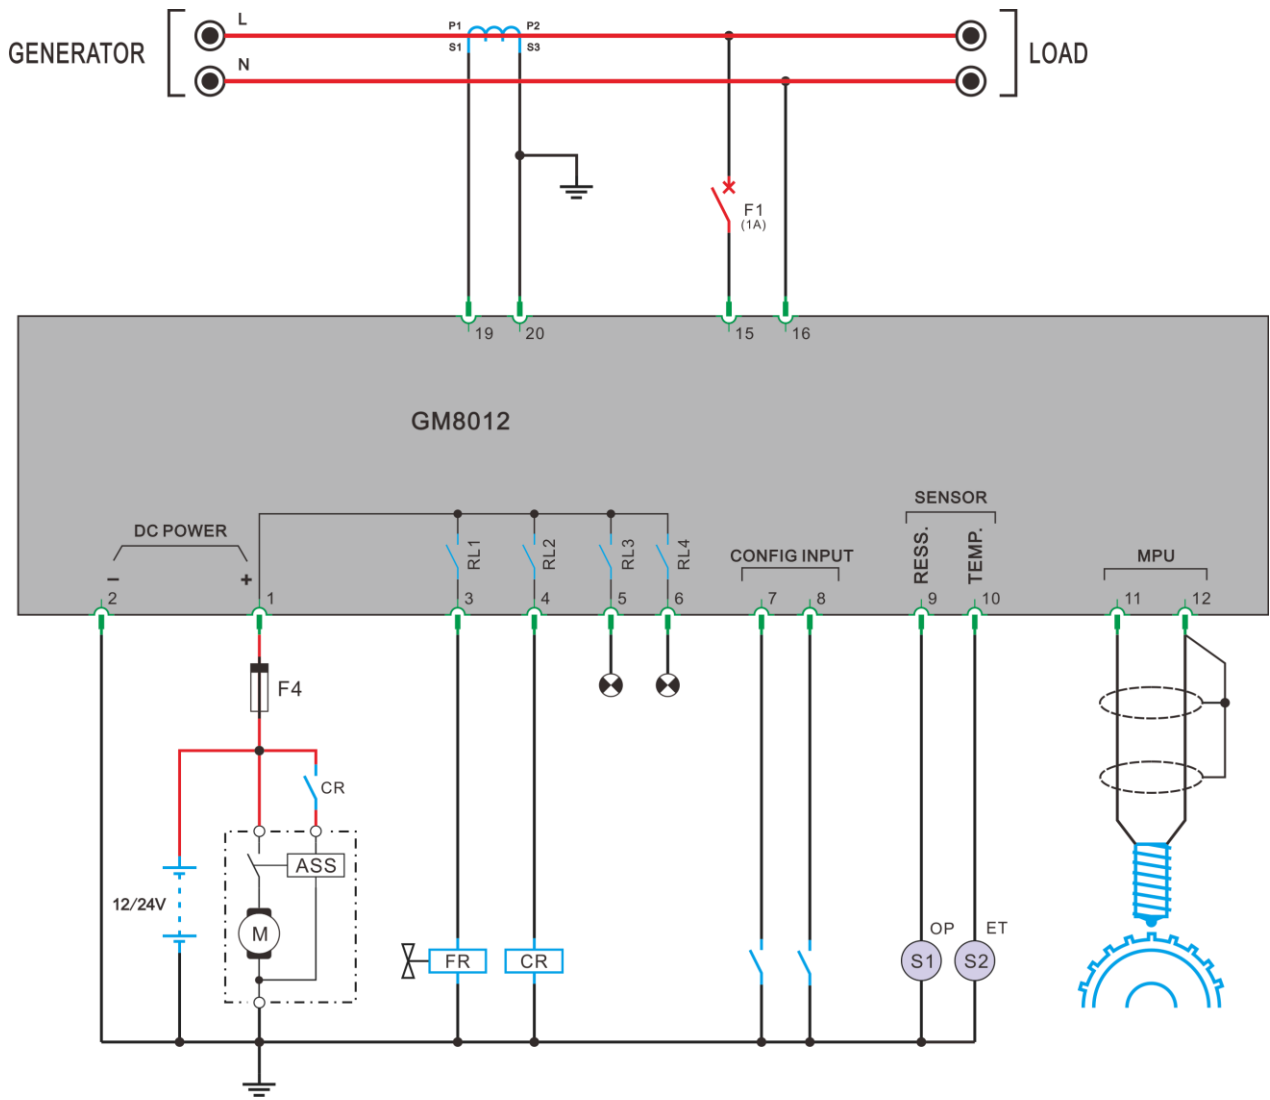 L
P1 P2
GENERATOR
S1 S3
LOAD
N
F1
(1A)
19 20 15 16
GM8012
SENSOR
DC POWER
RL1 RL2 RL3 RL4
CONFIG INPUT
RESS. TEMP.
MPU
− +
2 1 3 4 5 6 7 8 9 10 11 12
F4
CR
ASS
12/24V
M
OP ET
FR CR S1 S2